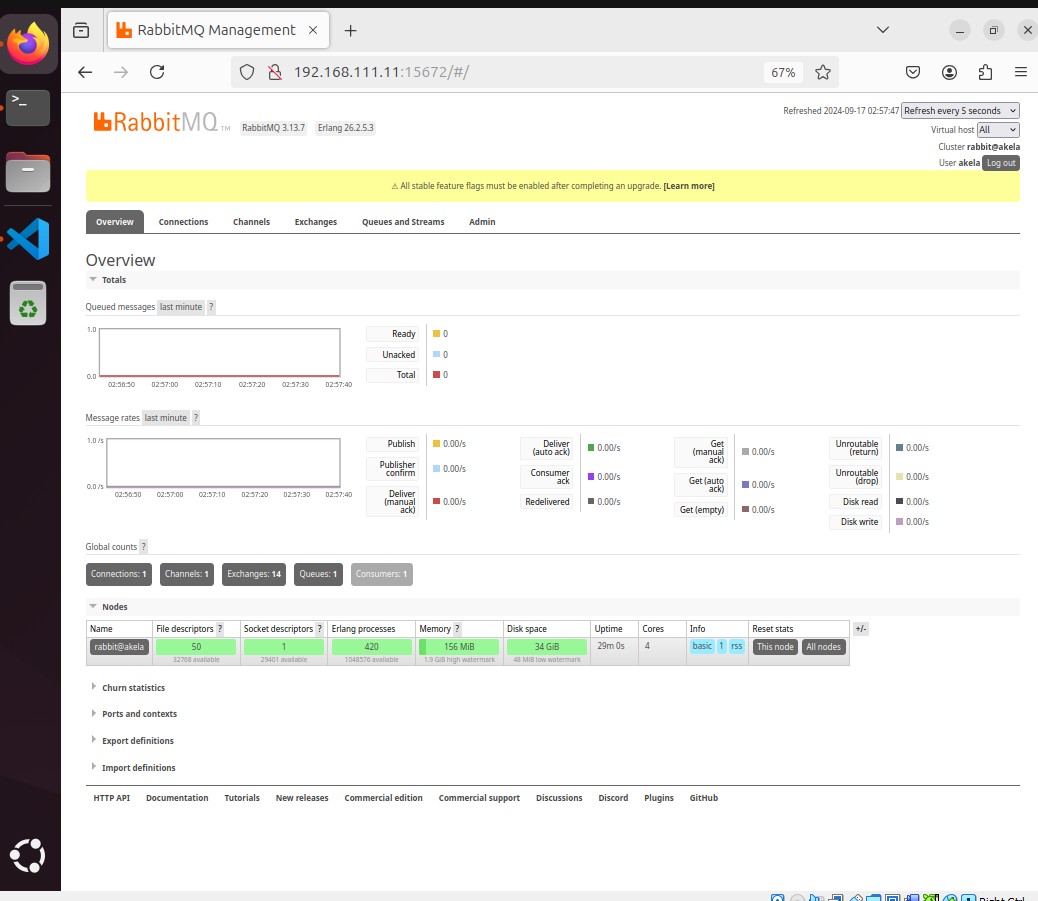 RabbitMQ Management
192.168.111.11:15672/#/
67%
RabbitMQ TM RabbitMQ 3.13.7 Erlang 26.2.5.3
Refreshed 2024-09-17 02:57:47 Refresh every 5 seconds
Virtual host All
Cluster rabbit@akela
User akela Log out
⚠ All stable feature flags must be enabled after completing an upgrade. [Learn more]
Overview Connections Channels Exchanges Queues and Streams Admin
Overview
Totals
Queued messages last minute ?
1.0
0.0
02:56:50 02:57:00 02:57:10 02:57:20 02:57:30 02:57:40
Ready 0
Unacked 0
Total 0
Message rates last minute ?
1.0 /s
0.0 /s
02:56:50 02:57:00 02:57:10 02:57:20 02:57:30 02:57:40
Publish 0.00/s
Publisher confirm 0.00/s
Deliver (manual ack) 0.00/s
Deliver (auto ack) 0.00/s
Consumer ack 0.00/s
Redelivered 0.00/s
Get (manual ack) 0.00/s
Get (auto ack) 0.00/s
Get (empty) 0.00/s
Unroutable (return) 0.00/s
Unroutable (drop) 0.00/s
Disk read 0.00/s
Disk write 0.00/s
Global counts ?
Connections: 1 Channels: 1 Exchanges: 14 Queues: 1 Consumers: 1
Nodes
Name File descriptors ? Socket descriptors ? Erlang processes Memory ? Disk space Uptime Cores Info Reset stats +/-
rabbit@akela 50 1 420 156 MiB 34 GiB 29m 0s 4 basic 1 rss This node All nodes
32768 available 29401 available 1048576 available 1.9 GiB high watermark 48 MiB low watermark
Churn statistics
Ports and contexts
Export definitions
Import definitions
HTTP API Documentation Tutorials New releases Commercial edition Commercial support Discussions Discord Plugins GitHub
Right Ctrl